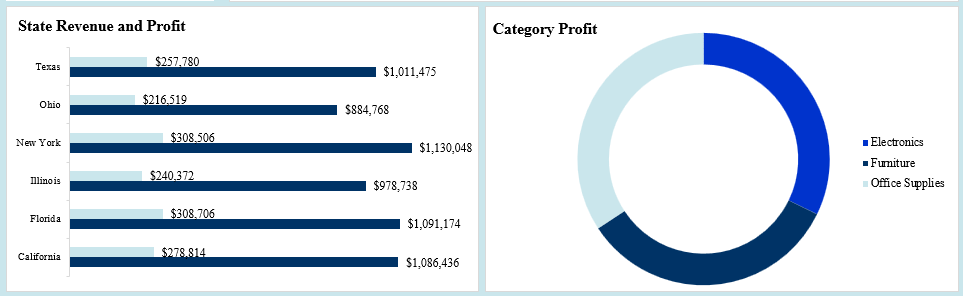 State Revenue and Profit
Texas
$257,780
$1,011,475
Ohio
$216,519
$884,768
New York
$308,506
$1,130,048
Illinois
$240,372
$978,738
Florida
$308,706
$1,091,174
California
$278,814
$1,086,436
Category Profit
Electronics
Furniture
Office Supplies